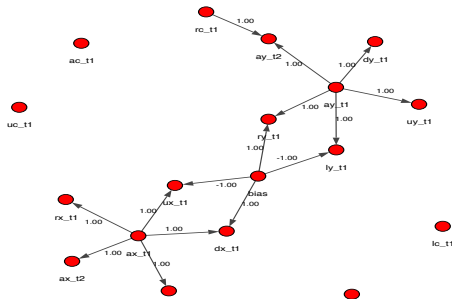 rc_t1
1.00
ac_t1
ay_t2
dy_t1
1.00
1.00
ay_t1
1.00
uc_t1
1.00
uy_t1
1.00
ry_t1
1.00
-1.00
ly_t1
-1.00
bias
ux_t1
1.00
rx_t1
1.00
1.00
1.00
dx_t1
lc_t1
ax_t1
1.00
ax_t2
1.00